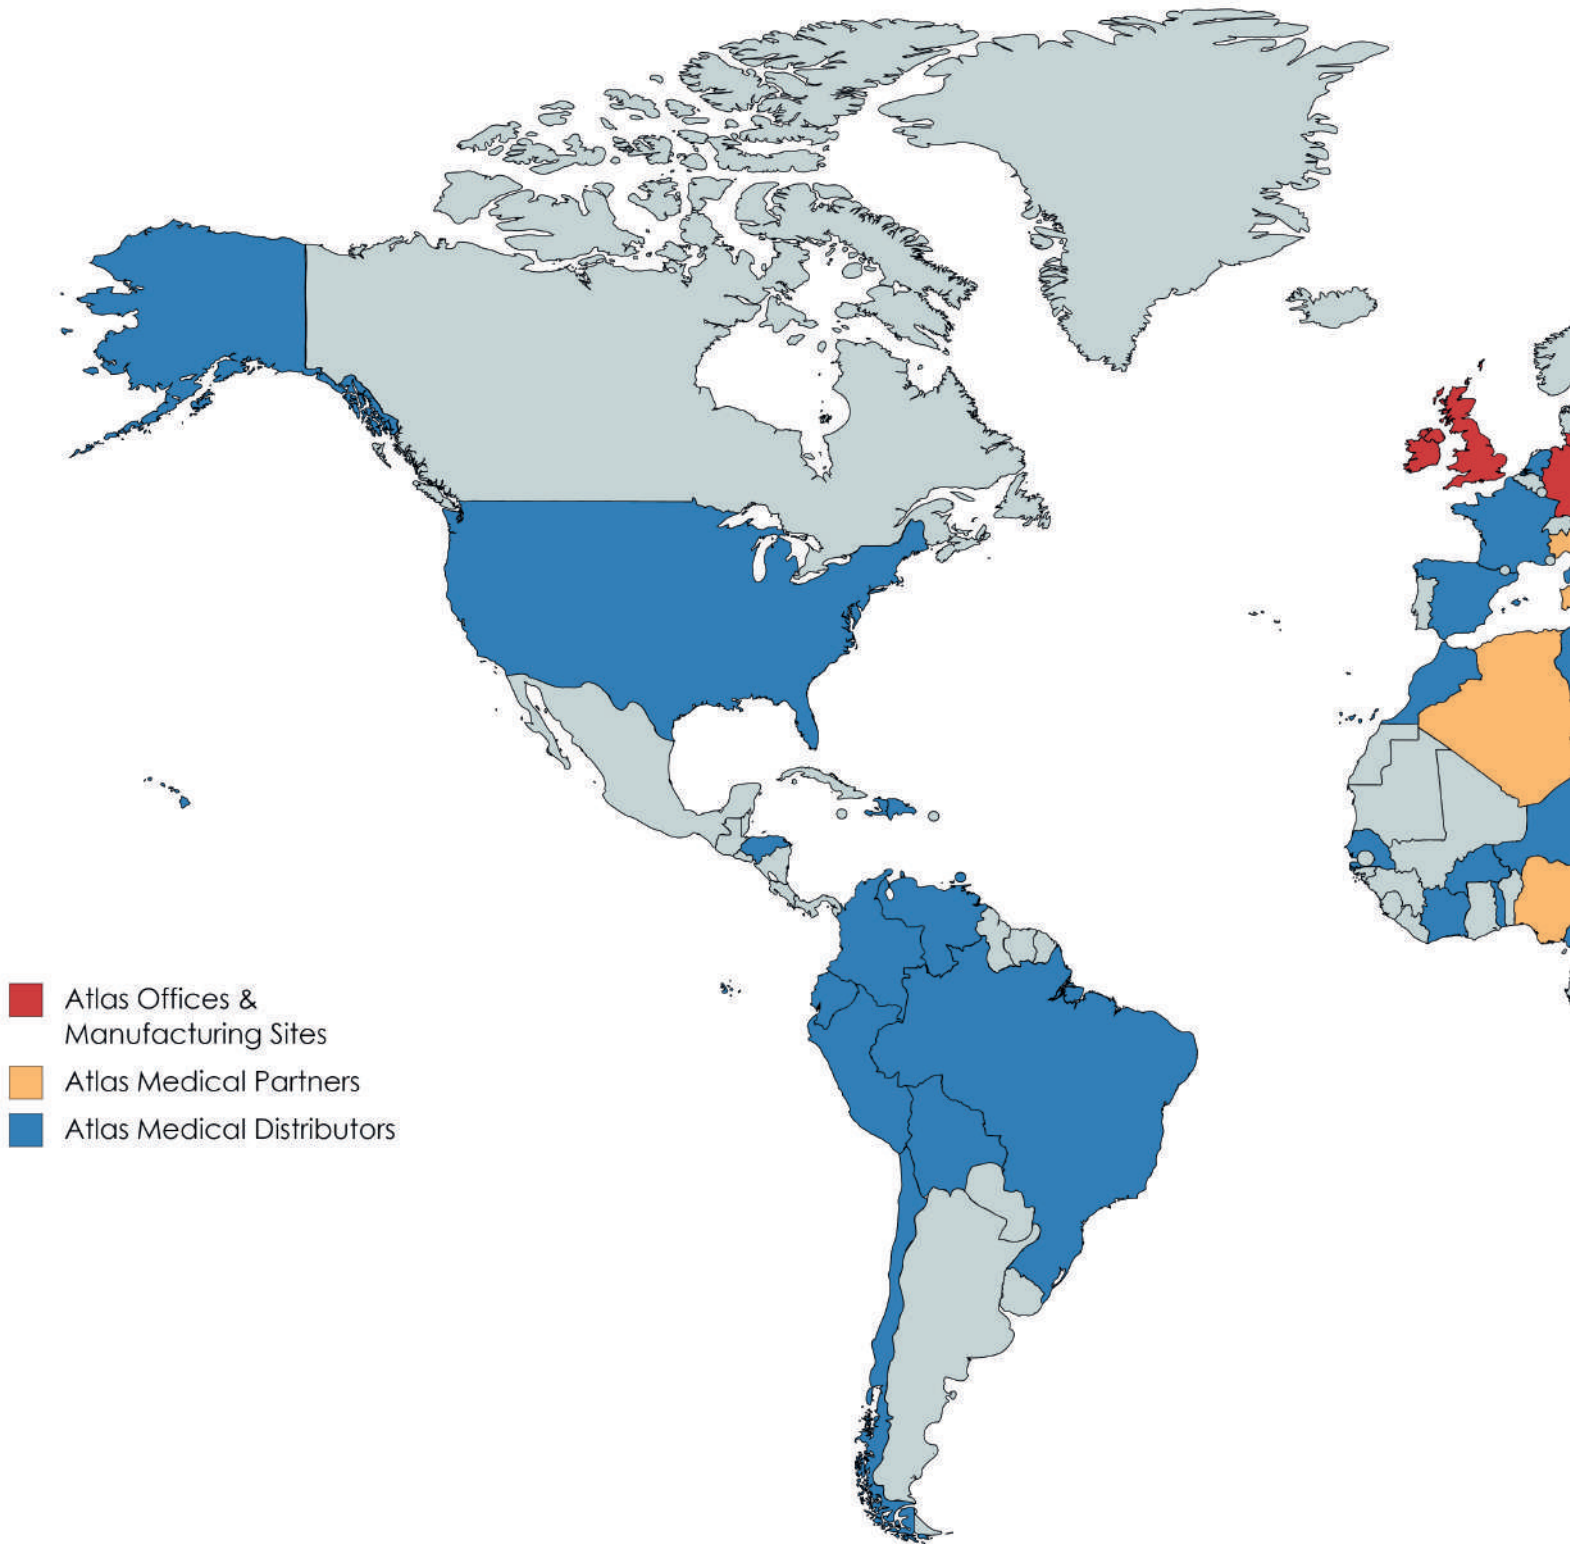 Atlas Offices &
Manufacturing Sites
Atlas Medical Partners
Atlas Medical Distributors